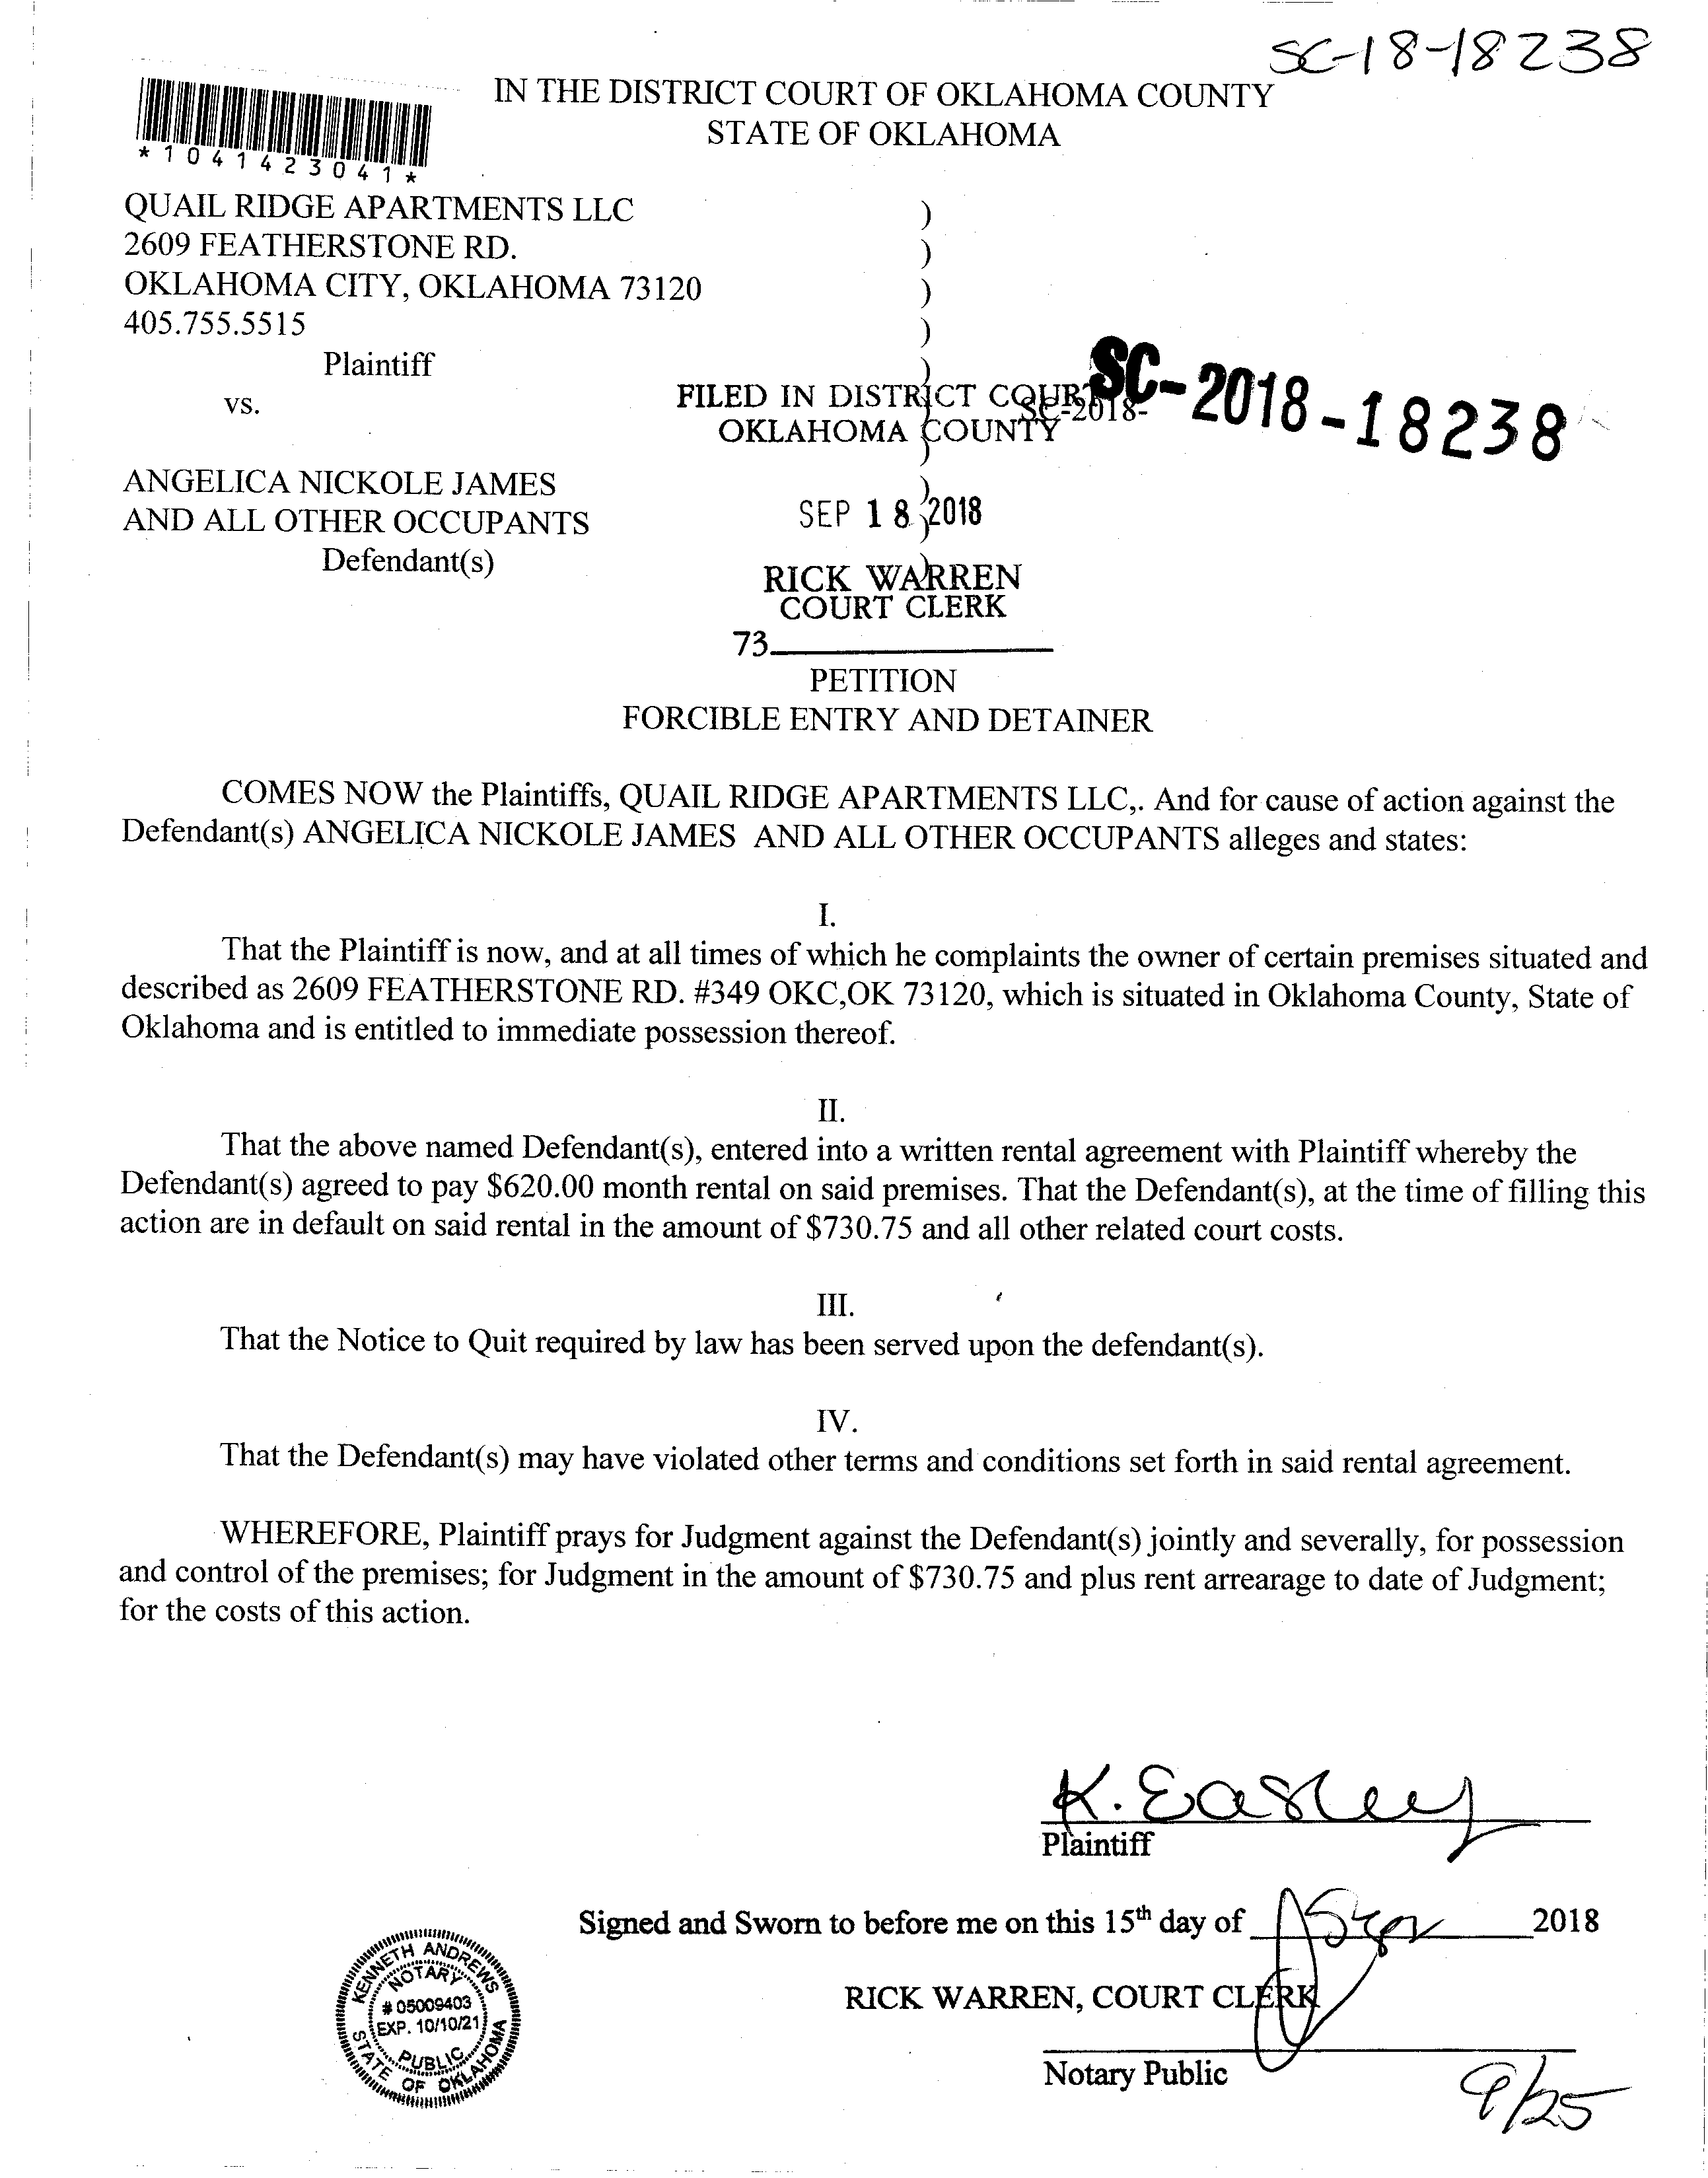 SC-18-18238
IN THE DISTRICT COURT OF OKLAHOMA COUNTY
STATE OF OKLAHOMA
*1041423041*
QUAIL RIDGE APARTMENTS LLC )
2609 FEATHERSTONE RD. )
OKLAHOMA CITY, OKLAHOMA 73120 )
405.755.5515 )
Plaintiff )
vs.
FILED IN DISTRICT COURT
OKLAHOMA COUNTY
SC-2018-
SC-2018-18238
ANGELICA NICKOLE JAMES )
AND ALL OTHER OCCUPANTS )
Defendant(s) )
SEP 18 2018
RICK WARREN
COURT CLERK
73
PETITION
FORCIBLE ENTRY AND DETAINER
COMES NOW the Plaintiffs, QUAIL RIDGE APARTMENTS LLC,. And for cause of action against the
Defendant(s) ANGELICA NICKOLE JAMES AND ALL OTHER OCCUPANTS alleges and states:
I.
That the Plaintiff is now, and at all times of which he complaints the owner of certain premises situated and
described as 2609 FEATHERSTONE RD. #349 OKC,OK 73120, which is situated in Oklahoma County, State of
Oklahoma and is entitled to immediate possession thereof.
II.
That the above named Defendant(s), entered into a written rental agreement with Plaintiff whereby the
Defendant(s) agreed to pay $620.00 month rental on said premises. That the Defendant(s), at the time of filling this
action are in default on said rental in the amount of $730.75 and all other related court costs.
III.
That the Notice to Quit required by law has been served upon the defendant(s).
IV.
That the Defendant(s) may have violated other terms and conditions set forth in said rental agreement.
WHEREFORE, Plaintiff prays for Judgment against the Defendant(s) jointly and severally, for possession
and control of the premises; for Judgment in the amount of $730.75 and plus rent arrearage to date of Judgment;
for the costs of this action.
K. Easley
Plaintiff
Signed and Sworn to before me on this 15th day of 2018
RICK WARREN, COURT CLERK
Notary Public
KENNETH ANDREWS
NOTARY
# 05009403
EXP. 10/10/21
PUBLIC
STATE OF OKLAHOMA
9/25